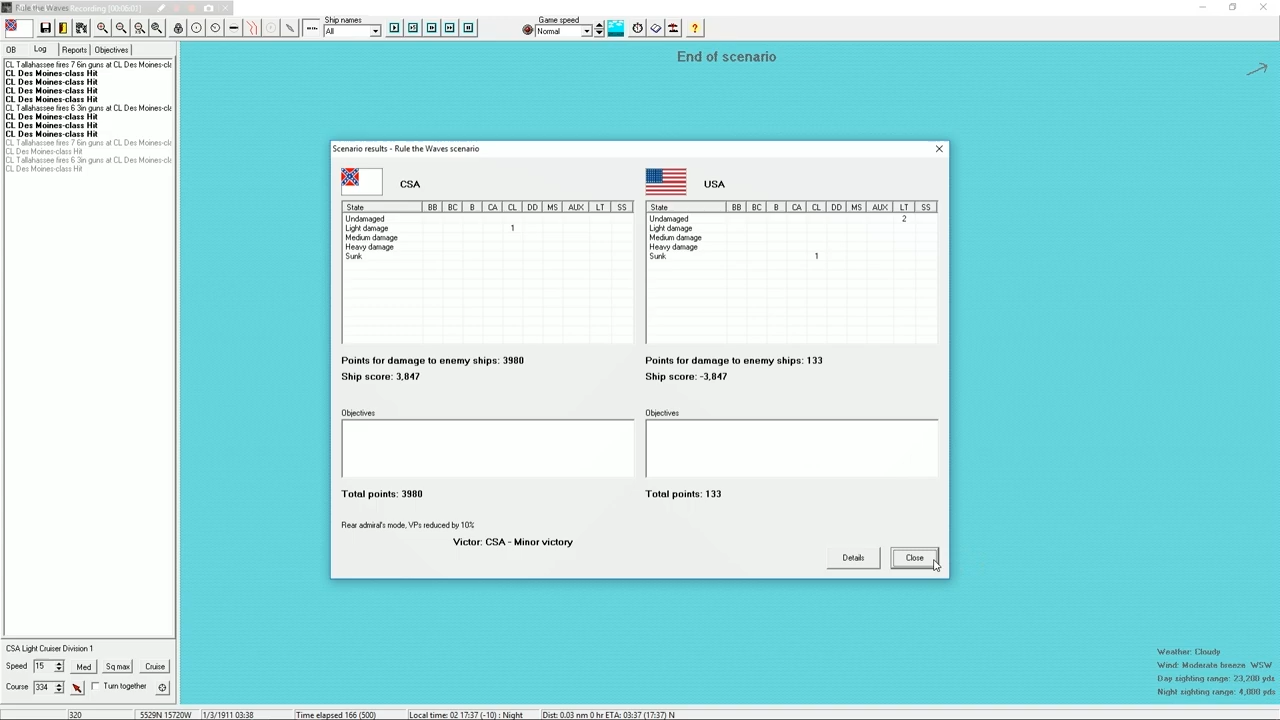 Rule the Waves
Recording [00:06:01]
Ship names
All
Game speed
Normal
OB Log Reports Objectives
End of scenario
CL Tallahassee fires 7 6in guns at CL Des Moines-cl
CL Des Moines-class Hit
CL Des Moines-class Hit
CL Des Moines-class Hit
CL Des Moines-class Hit
CL Tallahassee fires 6 3in guns at CL Des Moines-cl
CL Des Moines-class Hit
CL Des Moines-class Hit
CL Des Moines-class Hit
CL Tallahassee fires 7 6in guns at CL Des Moines-cl
CL Des Moines-class Hit
CL Tallahassee fires 6 3in guns at CL Des Moines-cl
CL Des Moines-class Hit
Scenario results - Rule the Waves scenario
CSA
State BB BC B CA CL DD MS AUX LT SS
Undamaged
Light damage 1
Medium damage
Heavy damage
Sunk
Points for damage to enemy ships: 3980
Ship score: 3,847
Objectives
Total points: 3980
USA
State BB BC B CA CL DD MS AUX LT SS
Undamaged 2
Light damage
Medium damage
Heavy damage
Sunk 1
Points for damage to enemy ships: 133
Ship score: -3,847
Objectives
Total points: 133
Rear admiral's mode, VPs reduced by 10%
Victor: CSA - Minor victory
Details Close
CSA Light Cruiser Division 1
Speed 15 Med Sq max Cruise
Course 334 Turn together
Weather: Cloudy
Wind: Moderate breeze WSW
Day sighting range: 23,200 yds
Night sighting range: 4,000 yds
320 5529N 15720W 1/3/1911 03:38 Time elapsed 166 (500) Local time: 02 17:37 (-10) : Night Dist: 0.03 nm 0 hr ETA: 03:37 (17:37) N